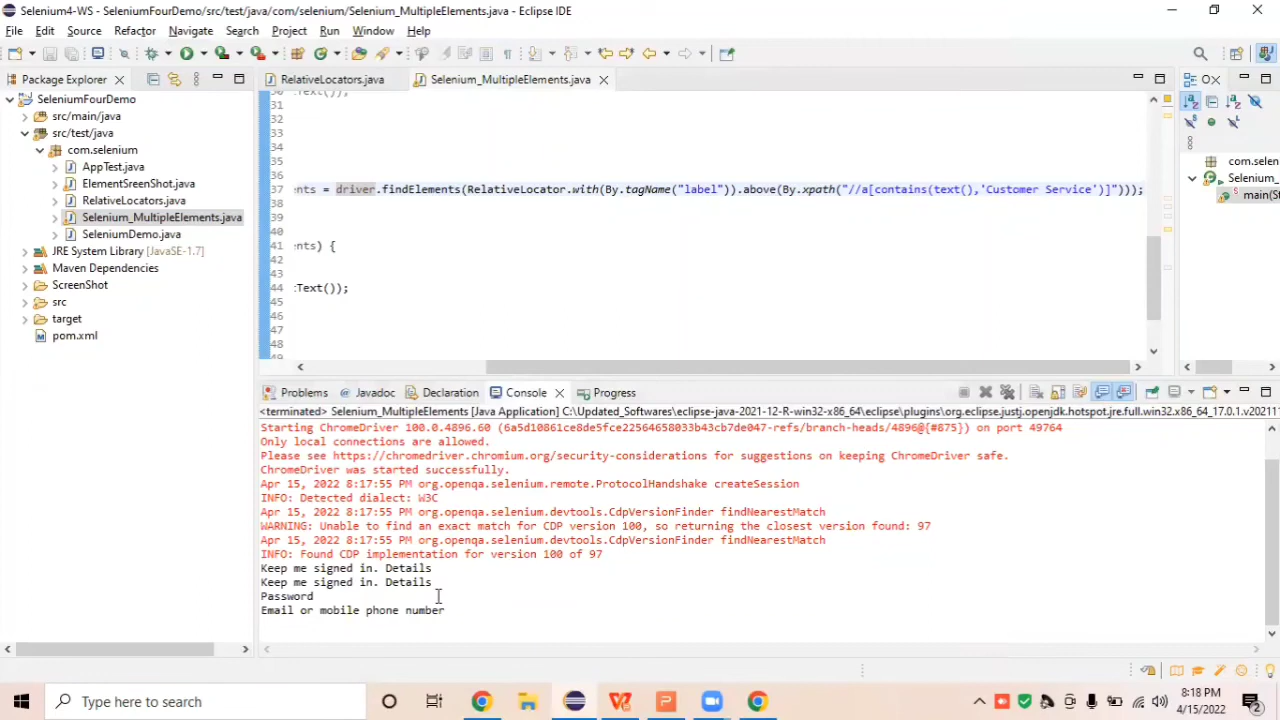 Selenium4-WS - SeleniumFourDemo/src/test/java/com/selenium/Selenium_MultipleElements.java - Eclipse IDE
File Edit Source Refactor Navigate Search Project Run Window Help
Package Explorer
RelativeLocators.java
Selenium_MultipleElements.java
SeleniumFourDemo
src/main/java
src/test/java
com.selenium
AppTest.java
ElementSreenShot.java
RelativeLocators.java
Selenium_MultipleElements.java
SeleniumDemo.java
JRE System Library [JavaSE-1.7]
Maven Dependencies
ScreenShot
src
target
pom.xml
30 Text());
31
32
33
34
35
36
37 ents = driver.findElements(RelativeLocator.with(By.tagName("label")).above(By.xpath("//a[contains(text(),'Customer Service')]")));
38
39
40
41 nts) {
42
43
44 tText());
45
46
47
48
49
com.selen
Selenium_
main(St
Problems Javadoc Declaration Console Progress
<terminated> Selenium_MultipleElements [Java Application] C:\Updated_Softwares\eclipse-java-2021-12-R-win32-x86_64\eclipse\plugins\org.eclipse.justj.openjdk.hotspot.jre.full.win32.x86_64_17.0.1.v202111
Starting ChromeDriver 100.0.4896.60 (6a5d10861ce8de5fce22564658033b43cb7de047-refs/branch-heads/4896@{#875}) on port 49764
Only local connections are allowed.
Please see https://chromedriver.chromium.org/security-considerations for suggestions on keeping ChromeDriver safe.
ChromeDriver was started successfully.
Apr 15, 2022 8:17:55 PM org.openqa.selenium.remote.ProtocolHandshake createSession
INFO: Detected dialect: W3C
Apr 15, 2022 8:17:55 PM org.openqa.selenium.devtools.CdpVersionFinder findNearestMatch
WARNING: Unable to find an exact match for CDP version 100, so returning the closest version found: 97
Apr 15, 2022 8:17:55 PM org.openqa.selenium.devtools.CdpVersionFinder findNearestMatch
INFO: Found CDP implementation for version 100 of 97
Keep me signed in. Details
Keep me signed in. Details
Password
Email or mobile phone number
Type here to search
8:18 PM
4/15/2022
2